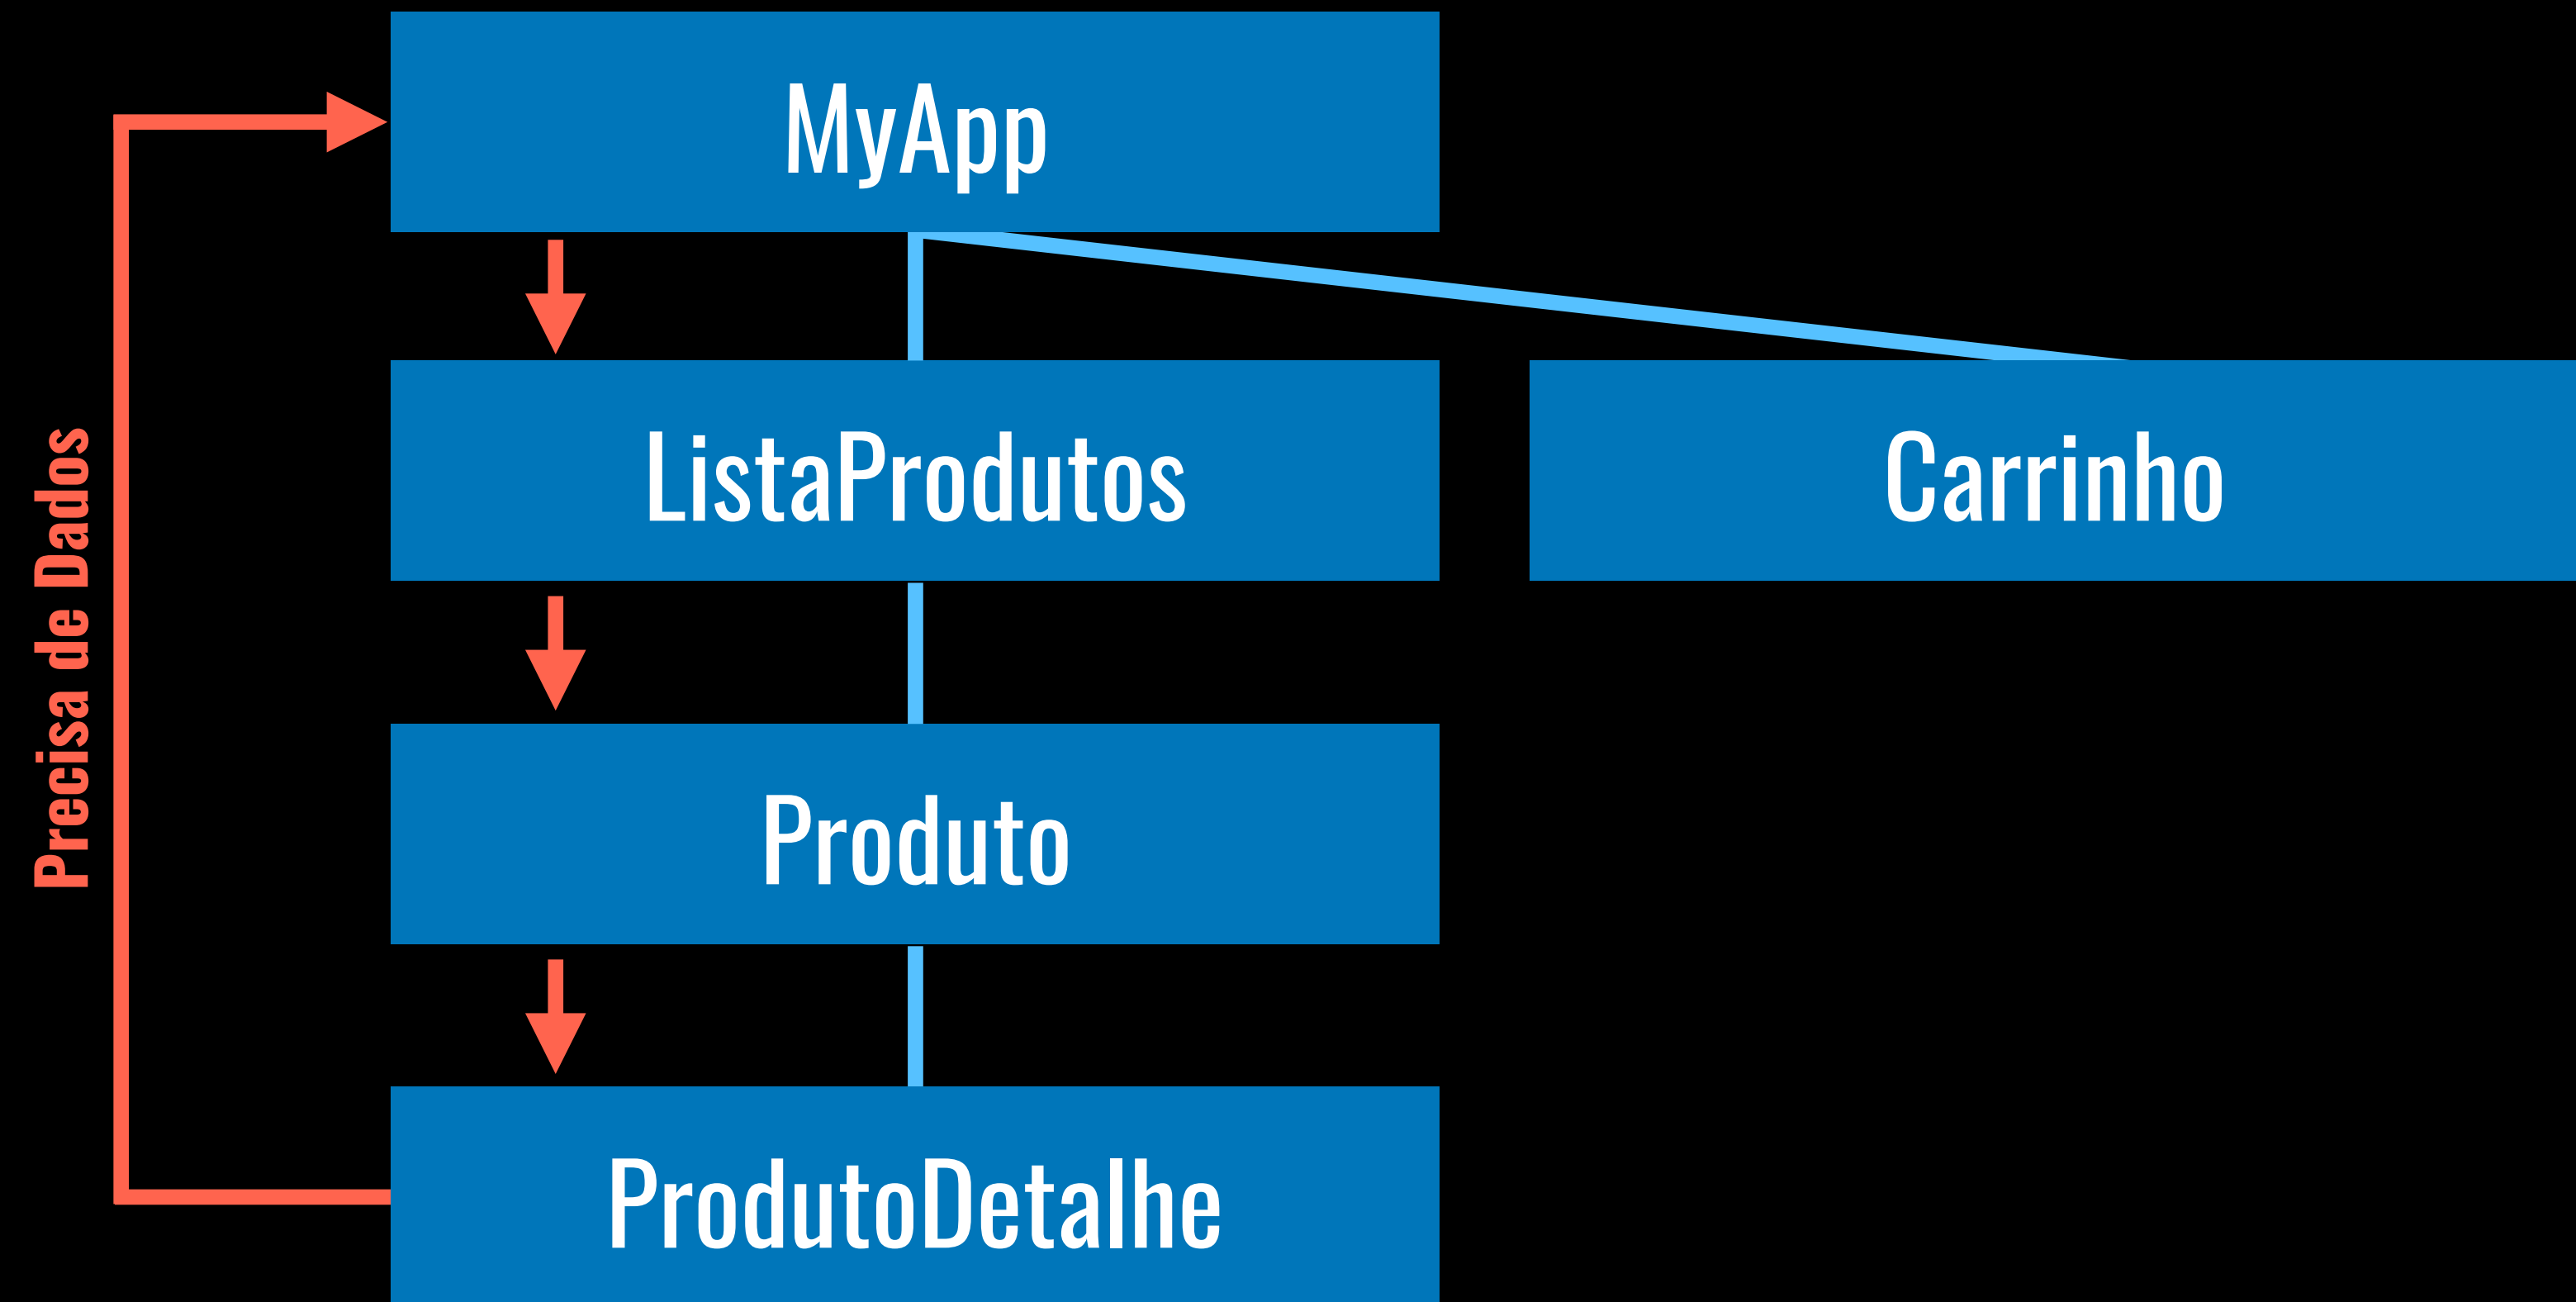 MyApp
Precisa de Dados
ListaProdutos
Carrinho
Produto
ProdutoDetalhe